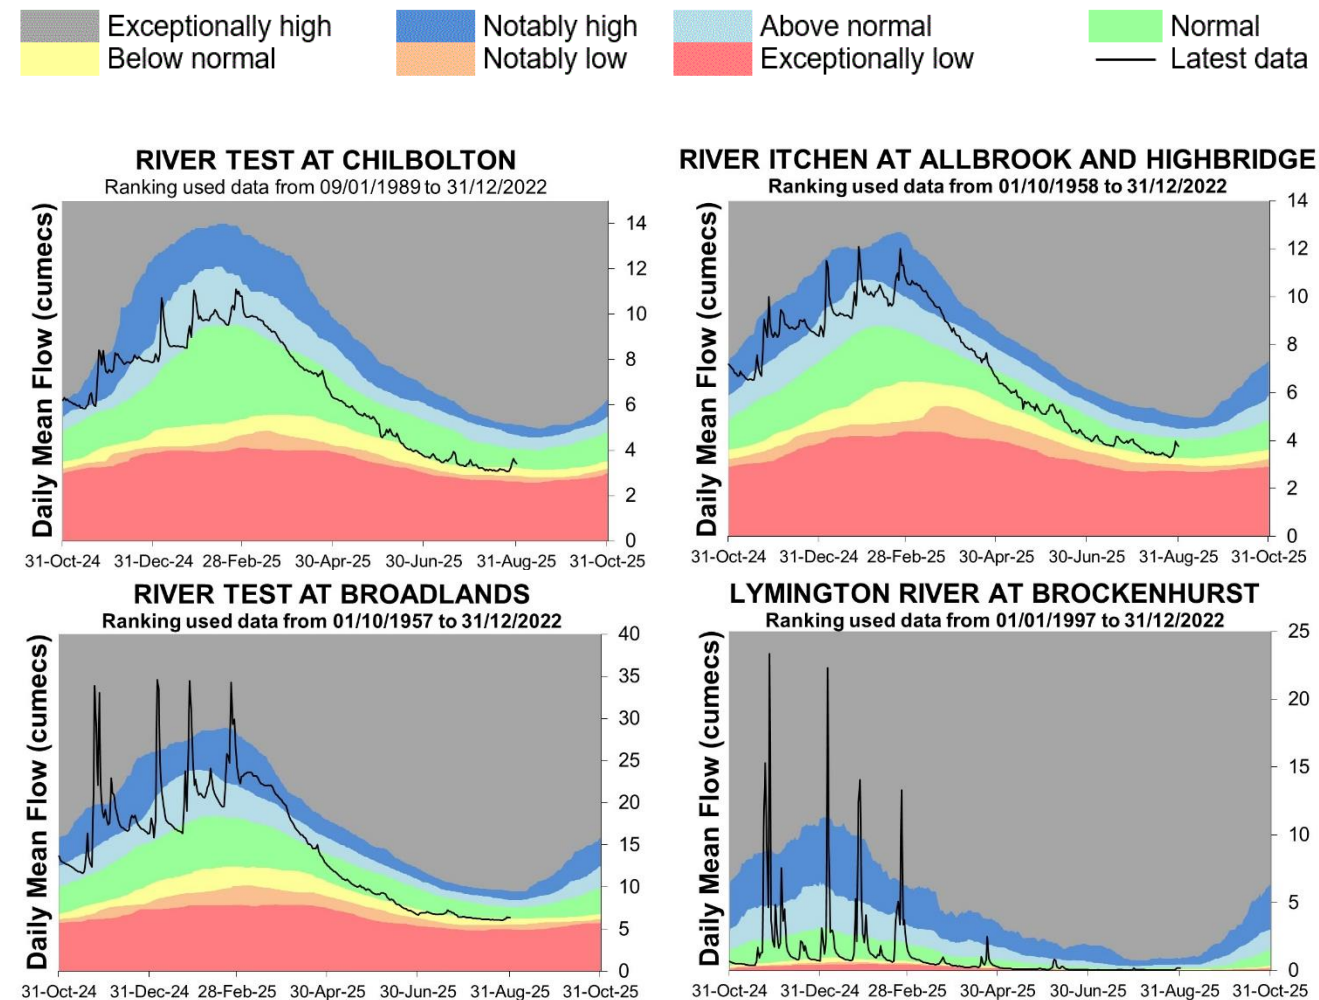 Exceptionally high Notably high Above normal Normal
Below normal Notably low Exceptionally low Latest data
RIVER TEST AT CHILBOLTON
Ranking used data from 09/01/1989 to 31/12/2022
Daily Mean Flow (cumecs)
14
12
10
8
6
4
2
0
31-Oct-24 31-Dec-24 28-Feb-25 30-Apr-25 30-Jun-25 31-Aug-25 31-Oct-25
RIVER ITCHEN AT ALLBROOK AND HIGHBRIDGE
Ranking used data from 01/10/1958 to 31/12/2022
Daily Mean Flow (cumecs)
14
12
10
8
6
4
2
0
31-Oct-24 31-Dec-24 28-Feb-25 30-Apr-25 30-Jun-25 31-Aug-25 31-Oct-25
RIVER TEST AT BROADLANDS
Ranking used data from 01/10/1957 to 31/12/2022
Daily Mean Flow (cumecs)
40
35
30
25
20
15
10
5
0
31-Oct-24 31-Dec-24 28-Feb-25 30-Apr-25 30-Jun-25 31-Aug-25 31-Oct-25
LYMINGTON RIVER AT BROCKENHURST
Ranking used data from 01/01/1997 to 31/12/2022
Daily Mean Flow (cumecs)
25
20
15
10
5
0
31-Oct-24 31-Dec-24 28-Feb-25 30-Apr-25 30-Jun-25 31-Aug-25 31-Oct-25